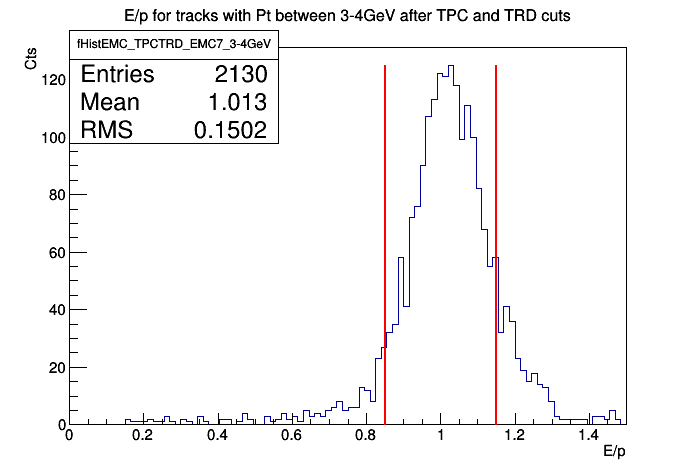 E/p for tracks with Pt between 3-4GeV after TPC and TRD cuts
fHistEMC_TPCTRD_EMC7_3-4GeV
Entries 2130
Mean 1.013
RMS 0.1502
Cts
120
100
80
60
40
20
0
0 0.2 0.4 0.6 0.8 1 1.2 1.4
E/p